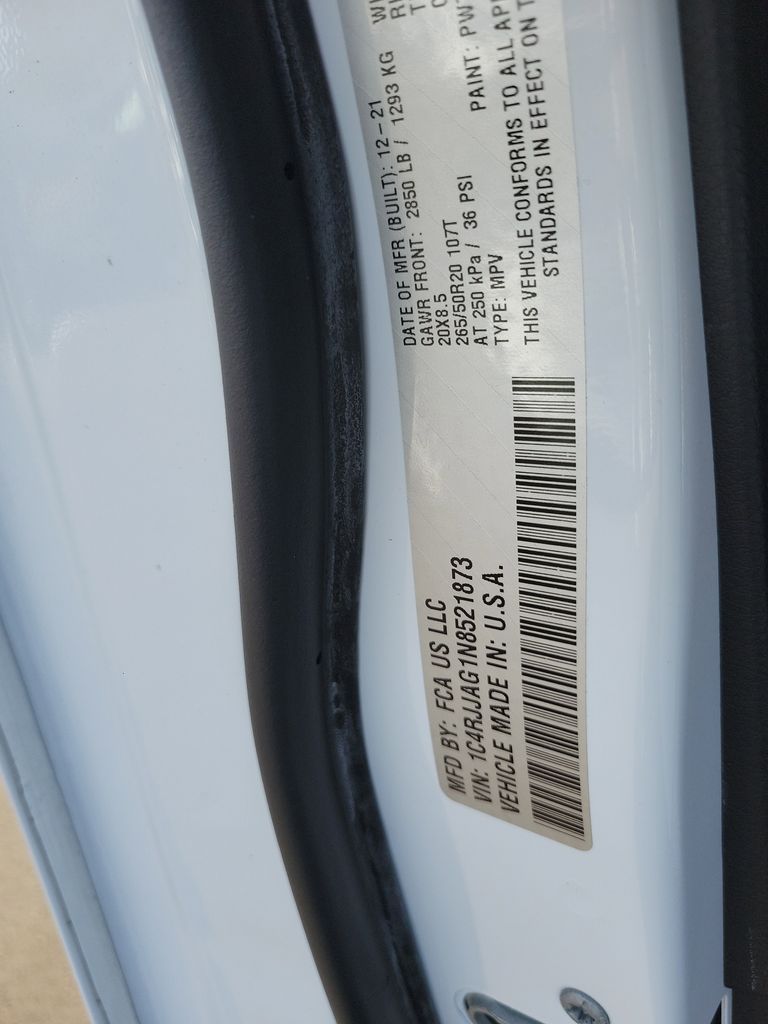 MFD BY: FCA US LLC
VIN: 1C4RJJAG1N8521873
VEHICLE MADE IN: U.S.A.
DATE OF MFR (BUILT): 12-21
GAWR FRONT: 2850 LB / 1293 KG
20X8.5
265/50R20 107T
AT 250 kPa / 36 PSI
TYPE: MPV PAINT: PW
THIS VEHICLE CONFORMS TO ALL AP
STANDARDS IN EFFECT ON T